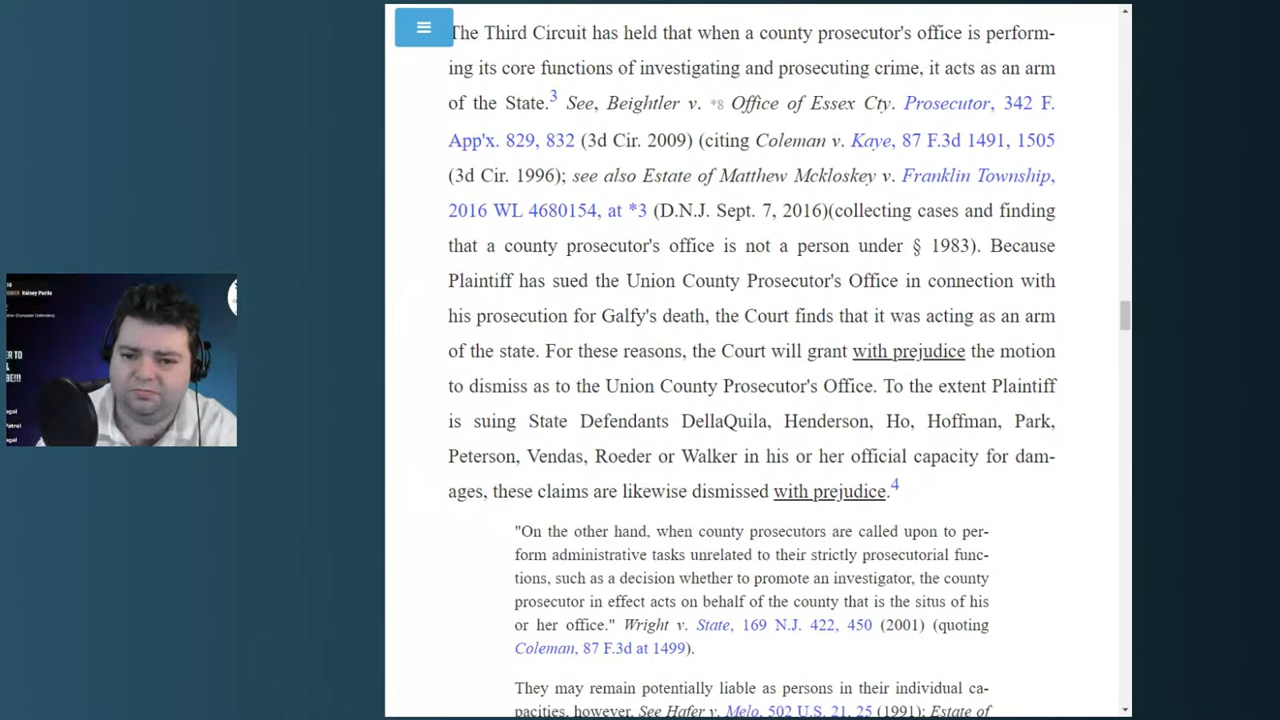 The Third Circuit has held that when a county prosecutor's office is perform-
ing its core functions of investigating and prosecuting crime, it acts as an arm
of the State.3 See, Beightler v. *8 Office of Essex Cty. Prosecutor, 342 F.
App'x. 829, 832 (3d Cir. 2009) (citing Coleman v. Kaye, 87 F.3d 1491, 1505
(3d Cir. 1996); see also Estate of Matthew Mckloskey v. Franklin Township,
2016 WL 4680154, at *3 (D.N.J. Sept. 7, 2016)(collecting cases and finding
that a county prosecutor's office is not a person under § 1983). Because
Plaintiff has sued the Union County Prosecutor's Office in connection with
his prosecution for Galfy's death, the Court finds that it was acting as an arm
of the state. For these reasons, the Court will grant with prejudice the motion
to dismiss as to the Union County Prosecutor's Office. To the extent Plaintiff
is suing State Defendants DellaQuila, Henderson, Ho, Hoffman, Park,
Peterson, Vendas, Roeder or Walker in his or her official capacity for dam-
ages, these claims are likewise dismissed with prejudice.4
"On the other hand, when county prosecutors are called upon to per-
form administrative tasks unrelated to their strictly prosecutorial func-
tions, such as a decision whether to promote an investigator, the county
prosecutor in effect acts on behalf of the county that is the situs of his
or her office." Wright v. State, 169 N.J. 422, 450 (2001) (quoting
Coleman, 87 F.3d at 1499).
They may remain potentially liable as persons in their individual ca-
pacities, however. See Hafer v. Melo, 502 U.S. 21, 25 (1991); Estate of